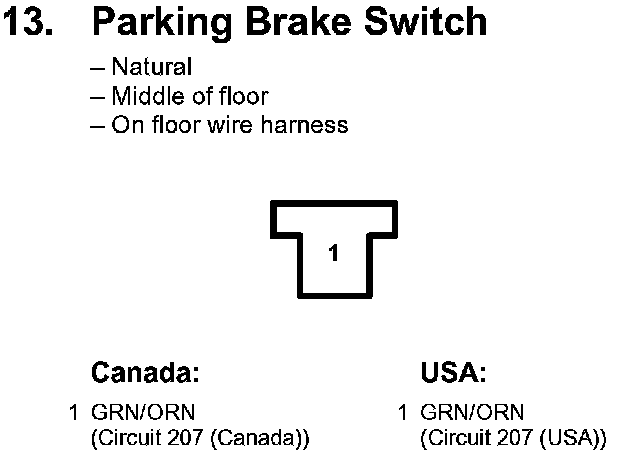 13. Parking Brake Switch
– Natural
– Middle of floor
– On floor wire harness
1
Canada:
1 GRN/ORN
(Circuit 207 (Canada))
USA:
1 GRN/ORN
(Circuit 207 (USA))